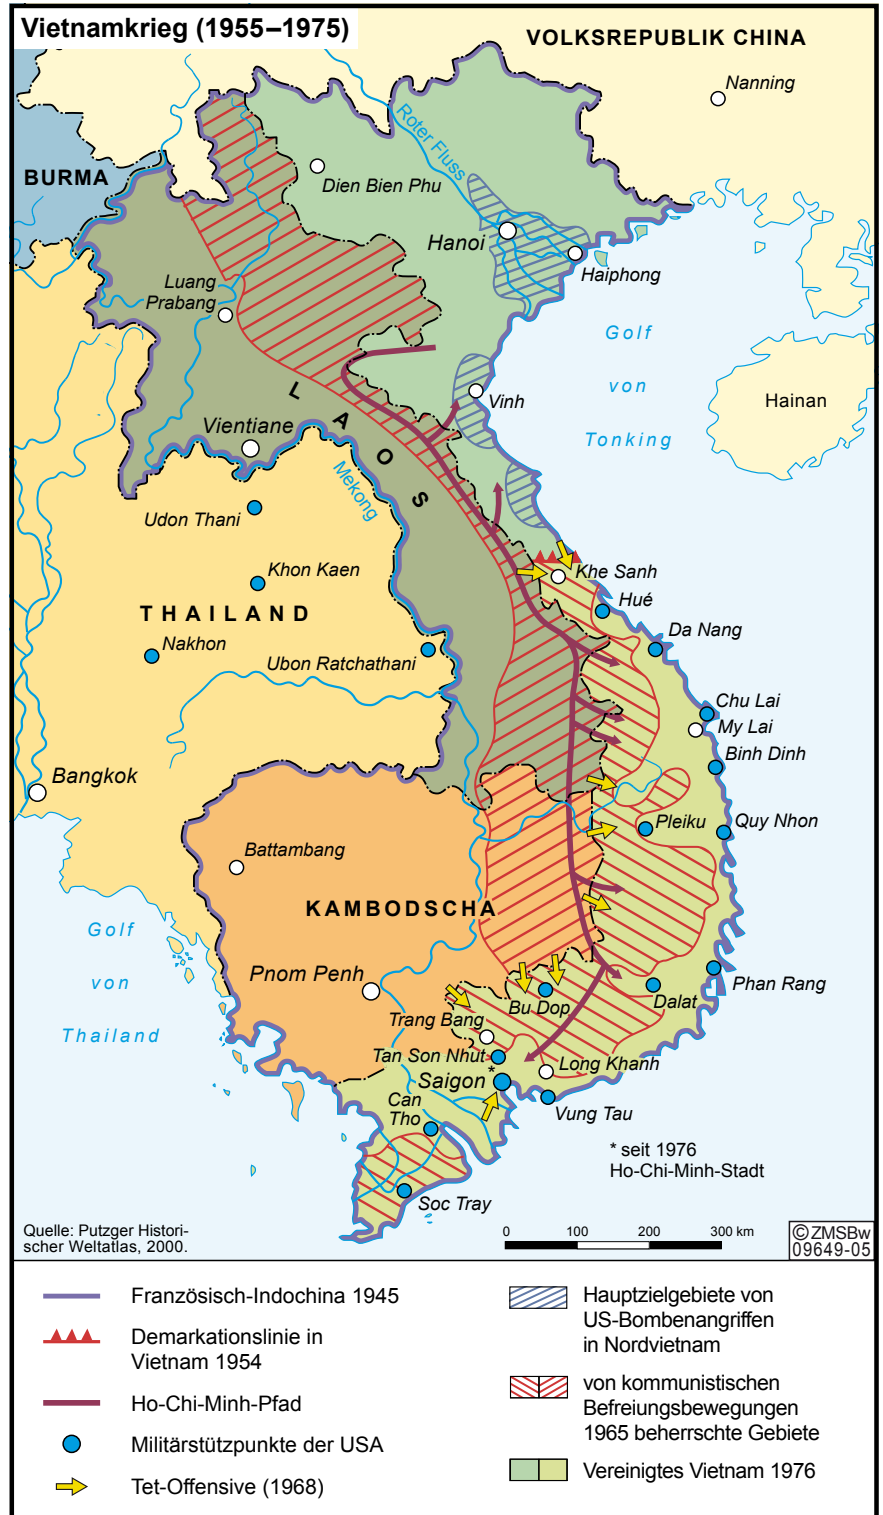 Vietnamkrieg (1955–1975)
VOLKSREPUBLIK CHINA
Nanning
Roter Fluss
BURMA
Dien Bien Phu
Hanoi
Haiphong
Luang
Prabang
Golf
von
Tonking
Hainan
LAOS
Vinh
Vientiane
Mekong
Udon Thani
Khon Kaen
Khe Sanh
THAILAND
Hué
Nakhon
Ubon Ratchathani
Da Nang
Chu Lai
My Lai
Binh Dinh
Bangkok
Pleiku
Quy Nhon
Battambang
KAMBODSCHA
Golf
von
Thailand
Pnom Penh
Bu Dop
Dalat
Phan Rang
Trang Bang
Tan Son Nhut
Long Khanh
Saigon*
Can
Tho
Vung Tau
* seit 1976
Ho-Chi-Minh-Stadt
Soc Tray
Quelle: Putzger Histori-
scher Weltatlas, 2000.
0 100 200 300 km
©ZMSBw
09649-05
Französisch-Indochina 1945
Demarkationslinie in
Vietnam 1954
Ho-Chi-Minh-Pfad
Militärstützpunkte der USA
Tet-Offensive (1968)
Hauptzielgebiete von
US-Bombenangriffen
in Nordvietnam
von kommunistischen
Befreiungsbewegungen
1965 beherrschte Gebiete
Vereinigtes Vietnam 1976